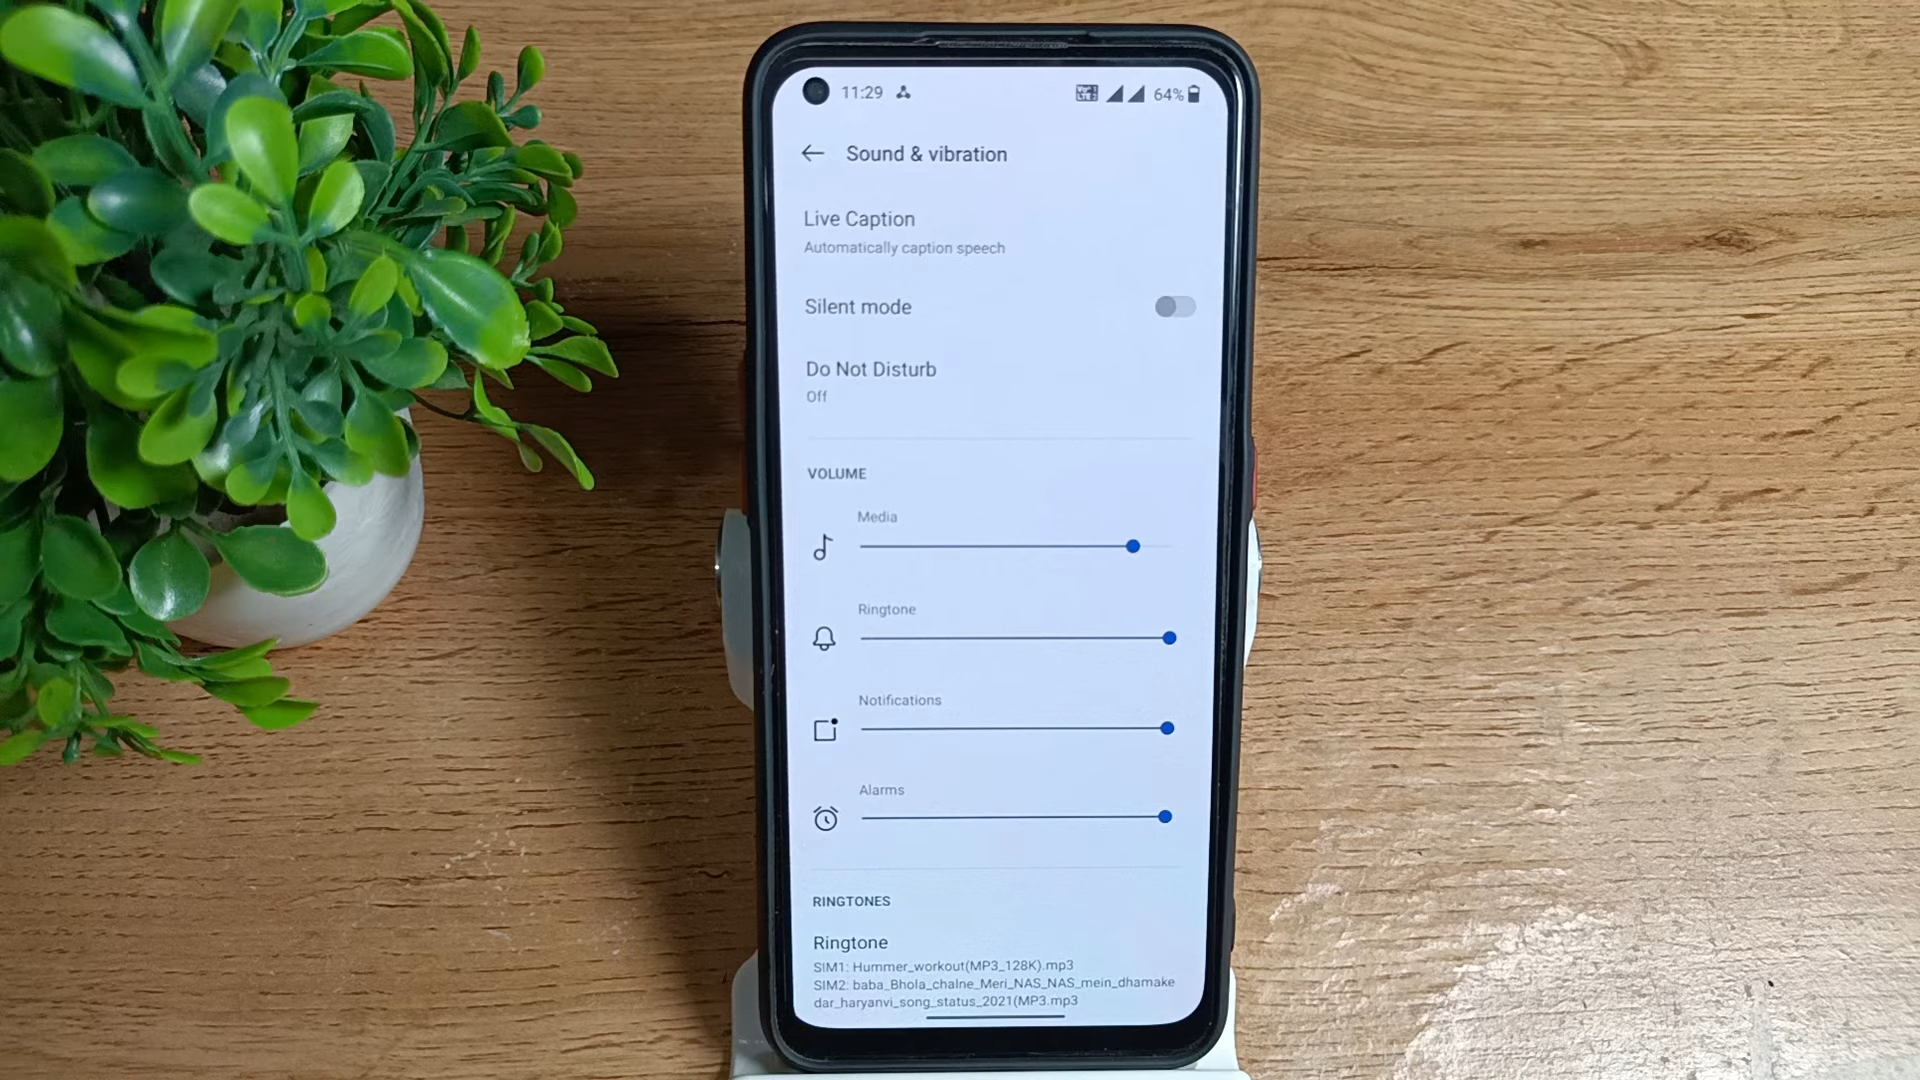 11:29
64%
Sound & vibration
Live Caption
Automatically caption speech
Silent mode
Do Not Disturb
Off
VOLUME
Media
Ringtone
Notifications
Alarms
RINGTONES
Ringtone
SIM1: Hummer_workout(MP3_128K).mp3
SIM2: baba_Bhola_chalne_Meri_NAS_NAS_mein_dhamake
dar_haryanvi_song_status_2021(MP3.mp3